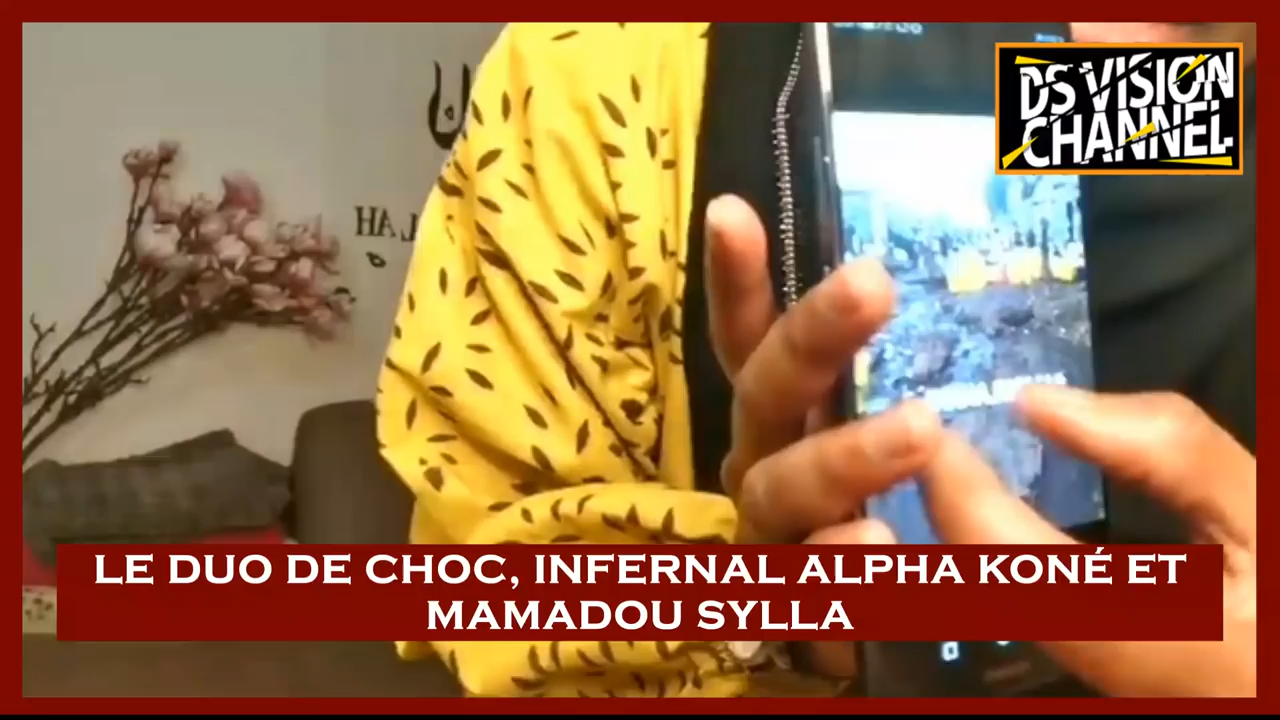 DS VISION
CHANNEL
LE DUO DE CHOC, INFERNAL ALPHA KONÉ ET
MAMADOU SYLLA